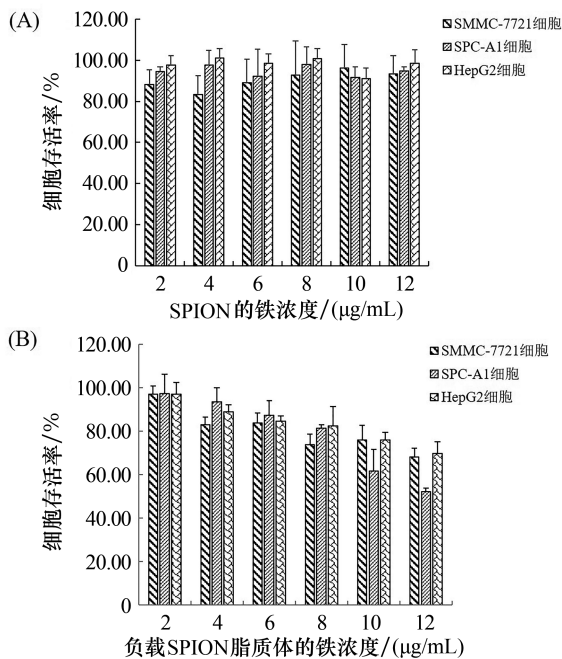 (A)
SMMC-7721细胞
SPC-A1细胞
HepG2细胞
细胞存活率/%
120.00
100.00
80.00
60.00
40.00
20.00
0
2 4 6 8 10 12
SPION的铁浓度/(μg/mL)
(B)
SMMC-7721细胞
SPC-A1细胞
HepG2细胞
细胞存活率/%
120.00
100.00
80.00
60.00
40.00
20.00
0
2 4 6 8 10 12
负载SPION脂质体的铁浓度/(μg/mL)